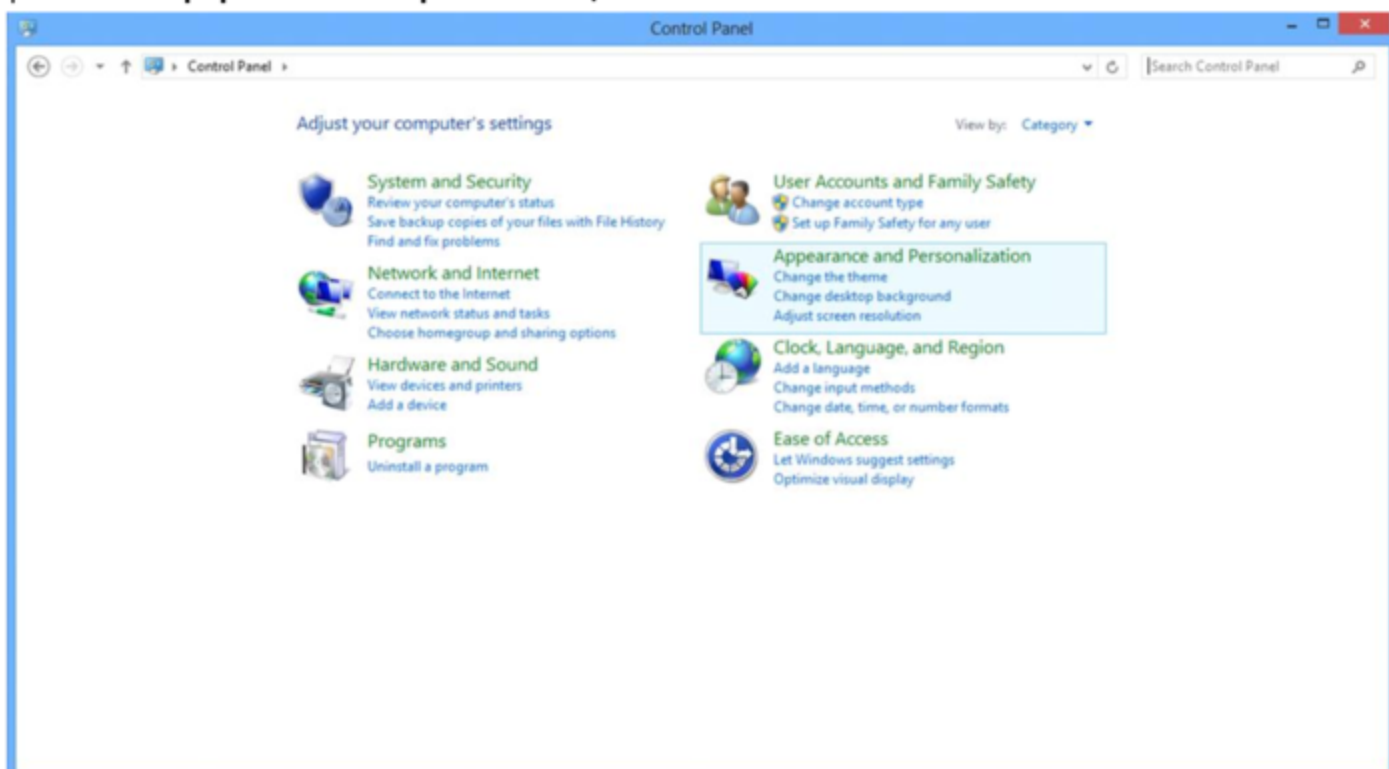 Control Panel
Control Panel
Search Control Panel
Adjust your computer's settings
View by: Category
System and Security
Review your computer's status
Save backup copies of your files with File History
Find and fix problems
Network and Internet
Connect to the Internet
View network status and tasks
Choose homegroup and sharing options
Hardware and Sound
View devices and printers
Add a device
Programs
Uninstall a program
User Accounts and Family Safety
Change account type
Set up Family Safety for any user
Appearance and Personalization
Change the theme
Change desktop background
Adjust screen resolution
Clock, Language, and Region
Add a language
Change input methods
Change date, time, or number formats
Ease of Access
Let Windows suggest settings
Optimize visual display